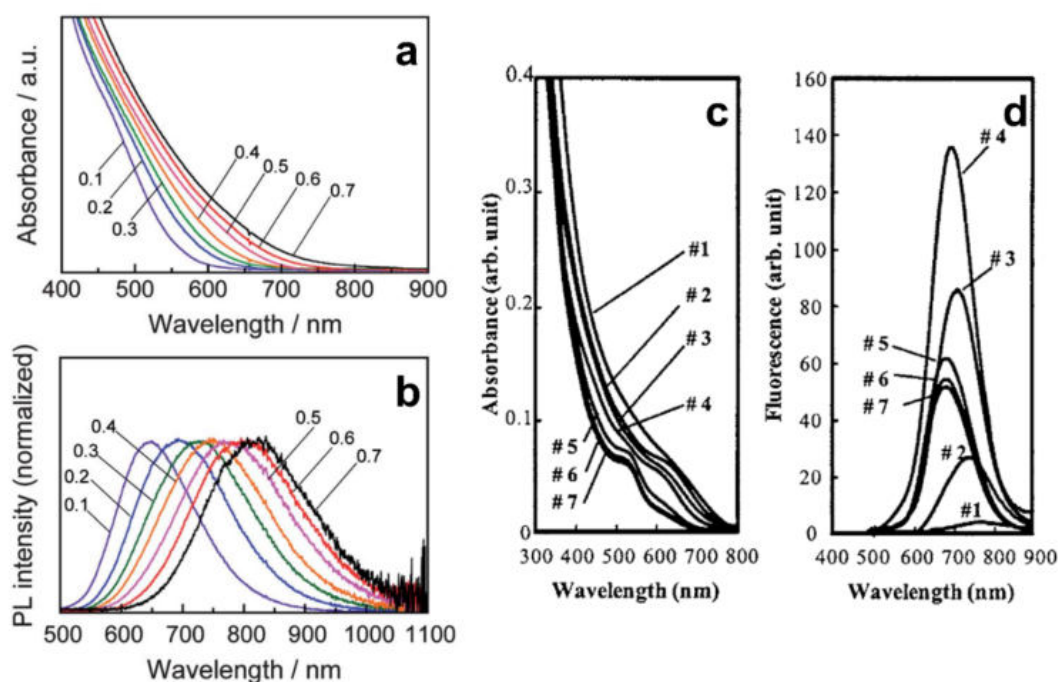 a
Absorbance / a.u.
0.1
0.2
0.3
0.4
0.5
0.6
0.7
400 500 600 700 800 900
Wavelength / nm
b
PL intensity (normalized)
0.4
0.3
0.2
0.1
0.5
0.6
0.7
500 600 700 800 900 1000 1100
Wavelength / nm
c
Absorbance (arb. unit)
0.4
0.3
0.2
0.1
0
#1
#2
#3
#4
#5
#6
#7
300 400 500 600 700 800
Wavelength (nm)
d
Fluorescence (arb. unit)
160
140
120
100
80
60
40
20
0
#4
#3
#5
#6
#7
#2
#1
400 500 600 700 800 900
Wavelength (nm)